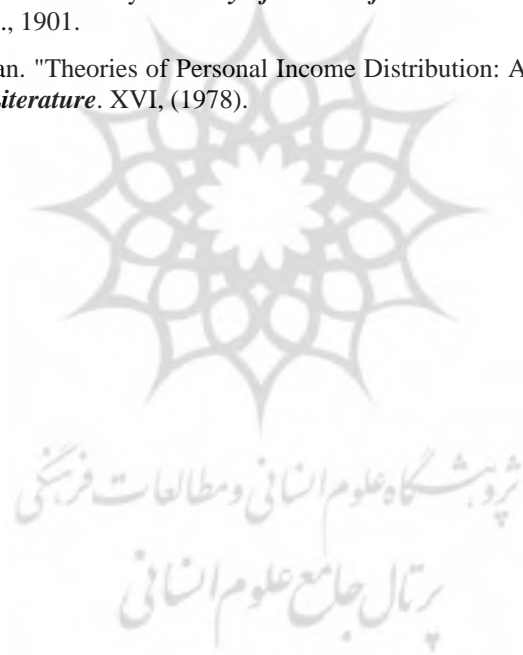 ., 1901.
an. "Theories of Personal Income Distribution: A
iterature. XVI, (1978).
پژوهشگاه علوم انسانی و مطالعات فرهنگی
پرتال جامع علوم انسانی